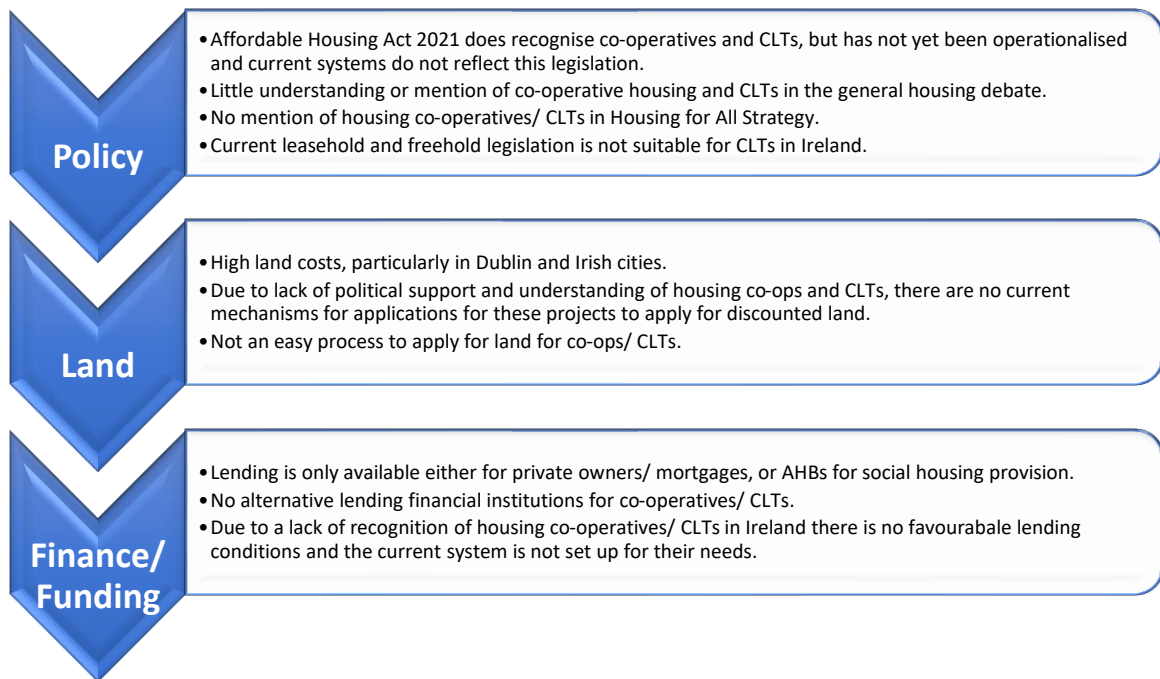 Policy
•Affordable Housing Act 2021 does recognise co-operatives and CLTs, but has not yet been operationalised
and current systems do not reflect this legislation.
•Little understanding or mention of co-operative housing and CLTs in the general housing debate.
•No mention of housing co-operatives/ CLTs in Housing for All Strategy.
•Current leasehold and freehold legislation is not suitable for CLTs in Ireland.
Land
•High land costs, particularly in Dublin and Irish cities.
•Due to lack of political support and understanding of housing co-ops and CLTs, there are no current
mechanisms for applications for these projects to apply for discounted land.
•Not an easy process to apply for land for co-ops/ CLTs.
Finance/
Funding
•Lending is only available either for private owners/ mortgages, or AHBs for social housing provision.
•No alternative lending financial institutions for co-operatives/ CLTs.
•Due to a lack of recognition of housing co-operatives/ CLTs in Ireland there is no favourabale lending
conditions and the current system is not set up for their needs.